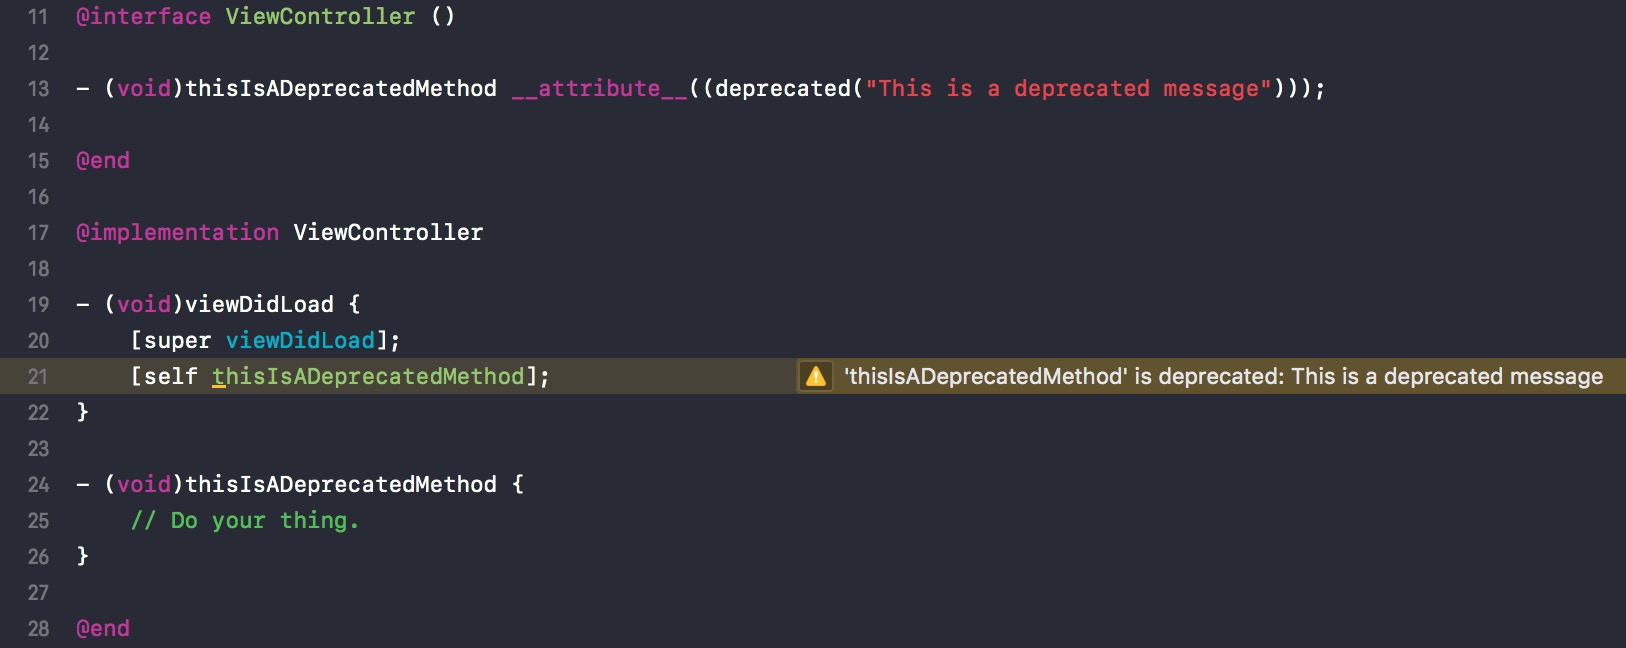 11 @interface ViewController ()
12
13 - (void)thisIsADeprecatedMethod __attribute__((deprecated("This is a deprecated message")));
14
15 @end
16
17 @implementation ViewController
18
19 - (void)viewDidLoad {
20     [super viewDidLoad];
21     [self thisIsADeprecatedMethod]; 'thisIsADeprecatedMethod' is deprecated: This is a deprecated message
22 }
23
24 - (void)thisIsADeprecatedMethod {
25     // Do your thing.
26 }
27
28 @end